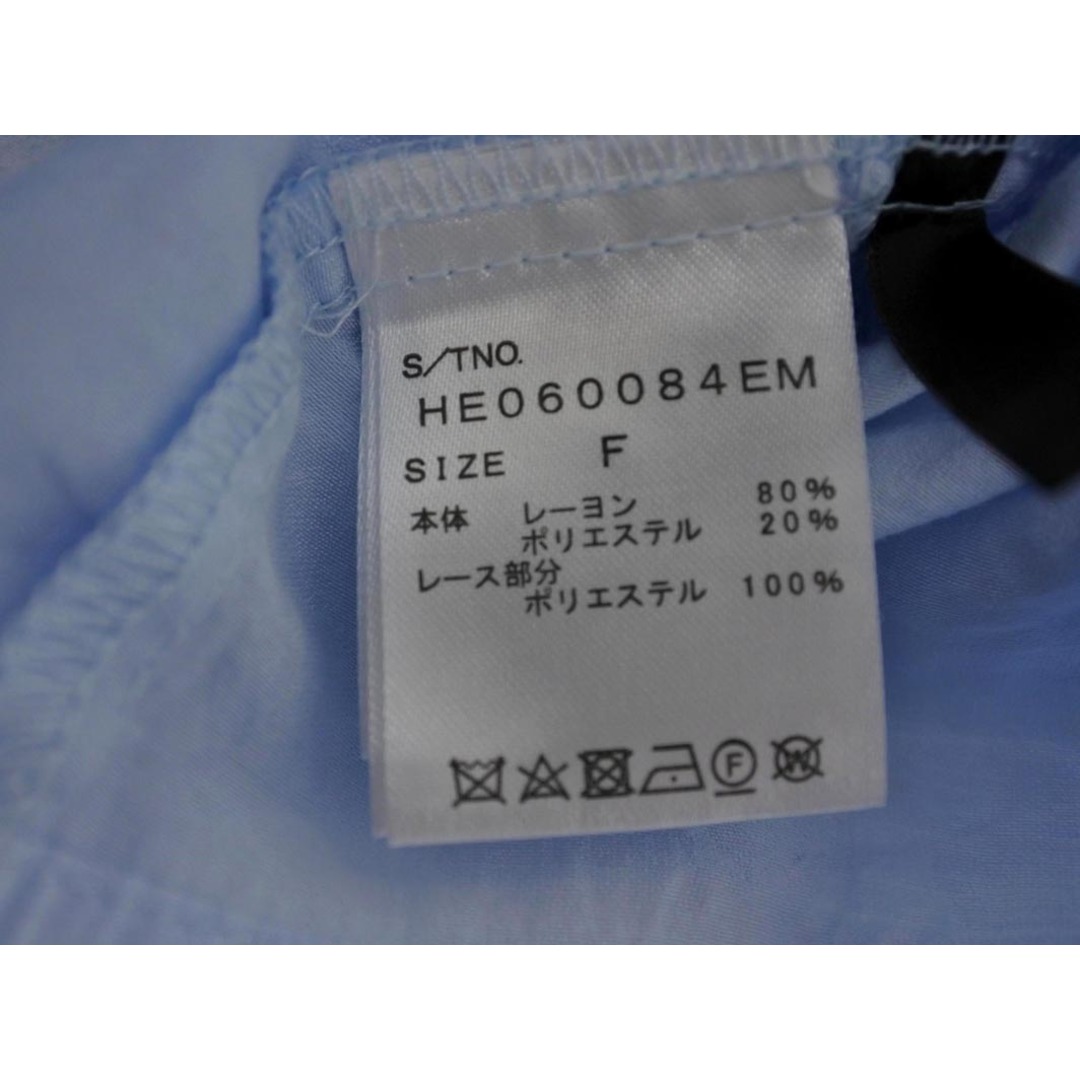 S/TNO.
HE060084EM
SIZE F
本体 レーヨン 80%
ポリエステル 20%
レース部分
ポリエステル 100%
F W